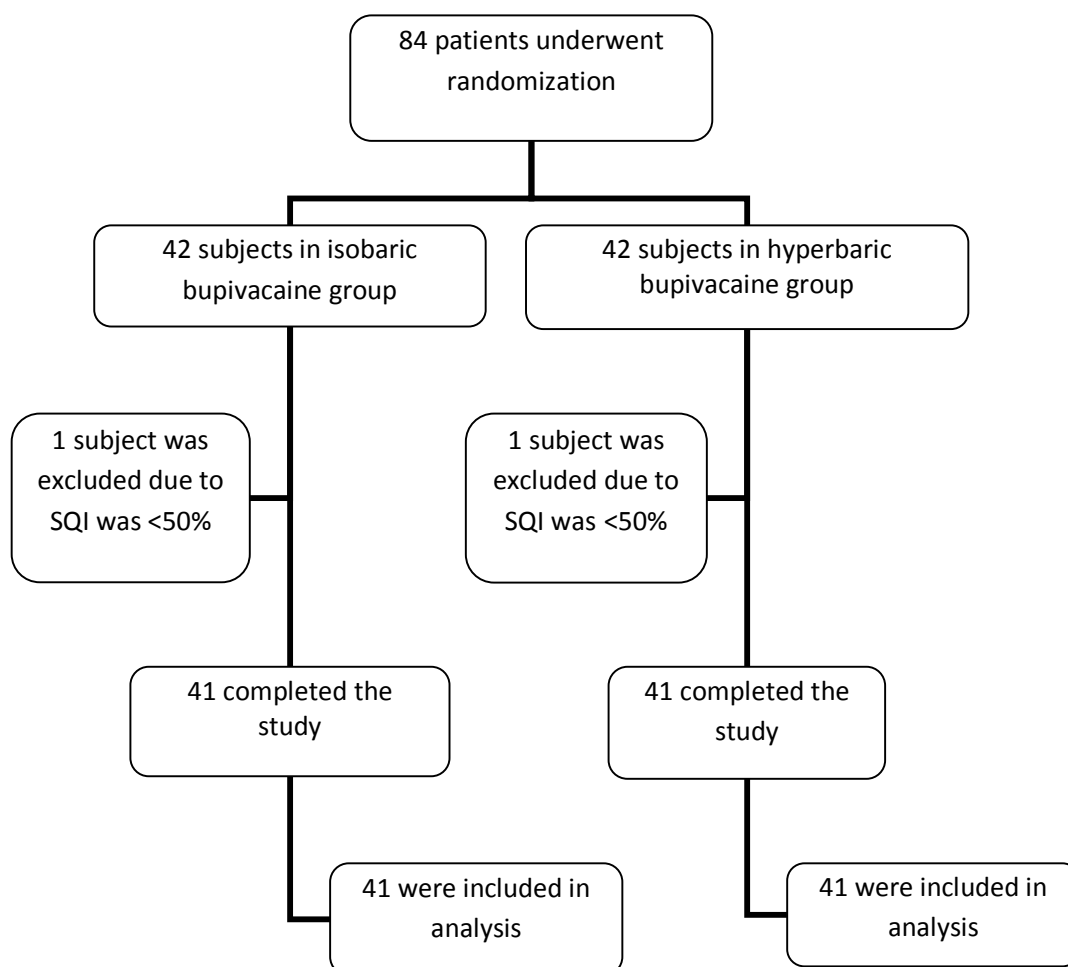 84 patients underwent
randomization
42 subjects in isobaric
bupivacaine group
42 subjects in hyperbaric
bupivacaine group
1 subject was
excluded due to
SQI was <50%
1 subject was
excluded due to
SQI was <50%
41 completed the
study
41 completed the
study
41 were included in
analysis
41 were included in
analysis